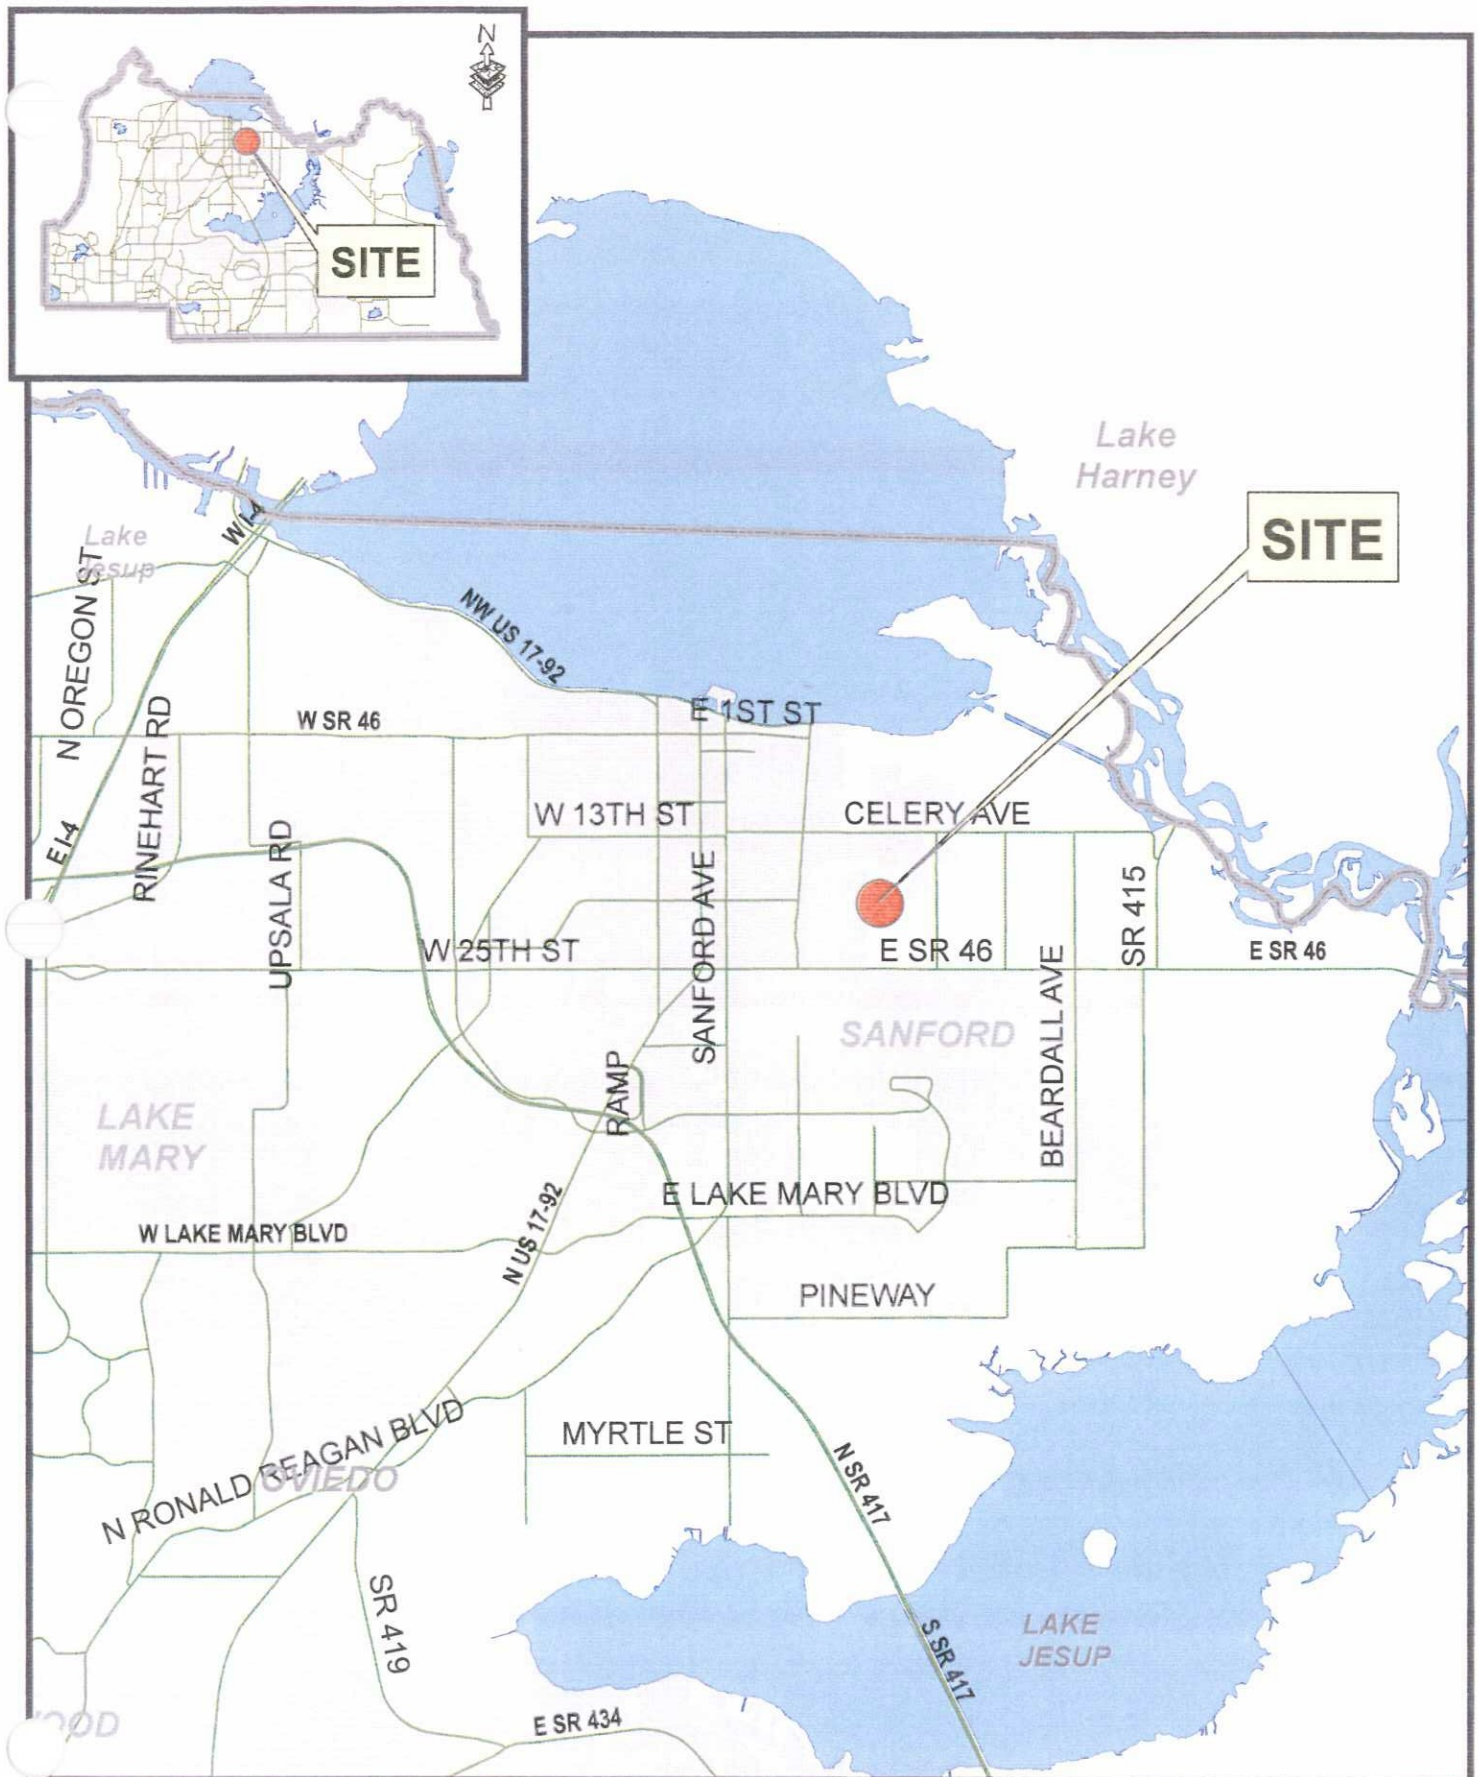 N
SITE
Lake
Harney
SITE
W I-4
Lake
Jesup
N OREGON ST
NW US 17-92
W SR 46
E 1ST ST
RINEHART RD
E I-4
W 13TH ST
CELERY AVE
UPSALA RD
SANFORD AVE
SR 415
W 25TH ST
E SR 46
E SR 46
BEARDALL AVE
SANFORD
RAMP
LAKE
MARY
E LAKE MARY BLVD
W LAKE MARY BLVD
N US 17-92
PINEWAY
N RONALD REAGAN BLVD
MYRTLE ST
OVIEDO
N SR 417
SR 419
LAKE
JESUP
S SR 417
OOD
E SR 434